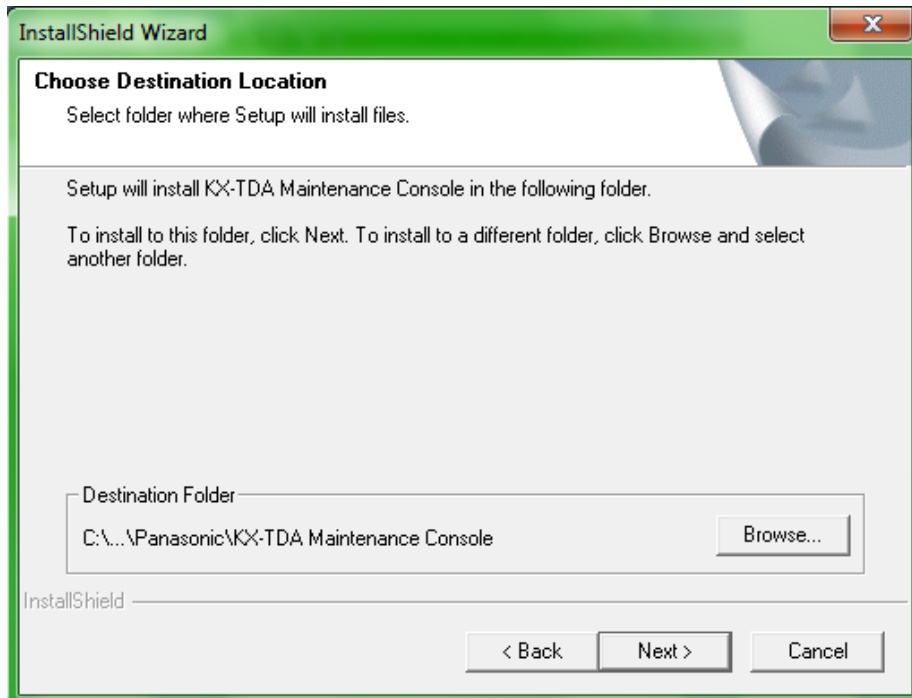 InstallShield Wizard
Choose Destination Location
Select folder where Setup will install files.
Setup will install KX-TDA Maintenance Console in the following folder.
To install to this folder, click Next. To install to a different folder, click Browse and select
another folder.
Destination Folder
C:\...\Panasonic\KX-TDA Maintenance Console
Browse...
InstallShield
< Back
Next >
Cancel